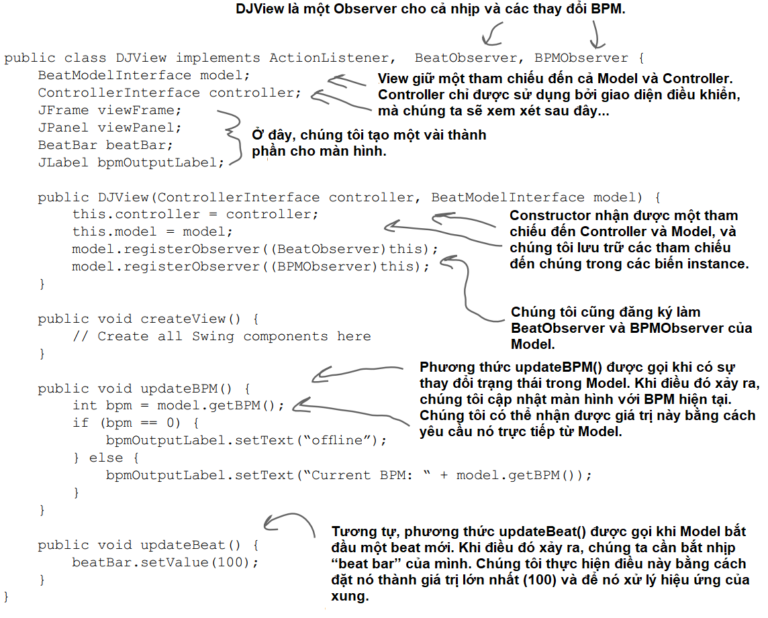 DJView là một Observer cho cả nhịp và các thay đổi BPM.
public class DJView implements ActionListener,  BeatObserver, BPMObserver {
    BeatModelInterface model;
    ControllerInterface controller;
    JFrame viewFrame;
    JPanel viewPanel;
    BeatBar beatBar;
    JLabel bpmOutputLabel;
View giữ một tham chiếu đến cả Model và Controller.
Controller chỉ được sử dụng bởi giao diện điều khiển,
mà chúng ta sẽ xem xét sau đây...
Ở đây, chúng tôi tạo một vài thành
phần cho màn hình.
    public DJView(ControllerInterface controller, BeatModelInterface model) {
        this.controller = controller;
        this.model = model;
        model.registerObserver((BeatObserver)this);
        model.registerObserver((BPMObserver)this);
    }
Constructor nhận được một tham
chiếu đến Controller và Model, và
chúng tôi lưu trữ các tham chiếu
đến chúng trong các biến instance.
Chúng tôi cũng đăng ký làm
BeatObserver và BPMObserver của
Model.
    public void createView() {
        // Create all Swing components here
    }
Phương thức updateBPM() được gọi khi có sự
thay đổi trạng thái trong Model. Khi điều đó xảy ra,
chúng tôi cập nhật màn hình với BPM hiện tại.
Chúng tôi có thể nhận được giá trị này bằng cách
yêu cầu nó trực tiếp từ Model.
    public void updateBPM() {
        int bpm = model.getBPM();
        if (bpm == 0) {
            bpmOutputLabel.setText(“offline”);
        } else {
            bpmOutputLabel.setText(“Current BPM: “ + model.getBPM());
        }
    }
Tương tự, phương thức updateBeat() được gọi khi Model bắt
đầu một beat mới. Khi điều đó xảy ra, chúng ta cần bắt nhịp
“beat bar” của mình. Chúng tôi thực hiện điều này bằng cách
đặt nó thành giá trị lớn nhất (100) và để nó xử lý hiệu ứng của
xung.
    public void updateBeat() {
        beatBar.setValue(100);
    }
}